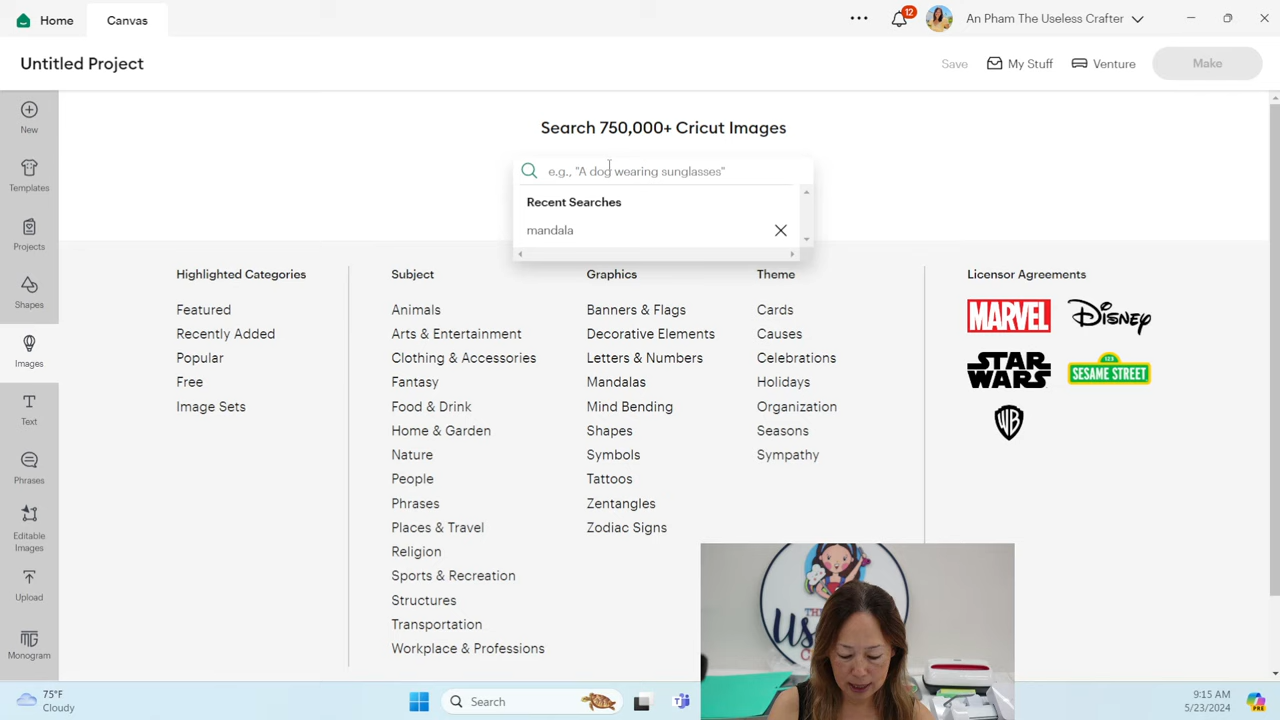 Home
Canvas
12
An Pham The Useless Crafter
Untitled Project
Save
My Stuff
Venture
Make
New
Templates
Projects
Shapes
Images
Text
Phrases
Editable
Images
Upload
Monogram
Search 750,000+ Cricut Images
e.g., "A dog wearing sunglasses"
Recent Searches
mandala
Highlighted Categories
Featured
Recently Added
Popular
Free
Image Sets
Subject
Animals
Arts & Entertainment
Clothing & Accessories
Fantasy
Food & Drink
Home & Garden
Nature
People
Phrases
Places & Travel
Religion
Sports & Recreation
Structures
Transportation
Workplace & Professions
Graphics
Banners & Flags
Decorative Elements
Letters & Numbers
Mandalas
Mind Bending
Shapes
Symbols
Tattoos
Zentangles
Zodiac Signs
Theme
Cards
Causes
Celebrations
Holidays
Organization
Seasons
Sympathy
Licensor Agreements
MARVEL
Disney
STAR
WARS
123
SESAME STREET
WB
75°F
Cloudy
Search
9:15 AM
5/23/2024
PRE